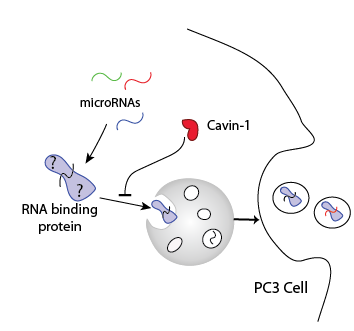 microRNAs
Cavin-1
? ?
RNA binding
protein
PC3 Cell